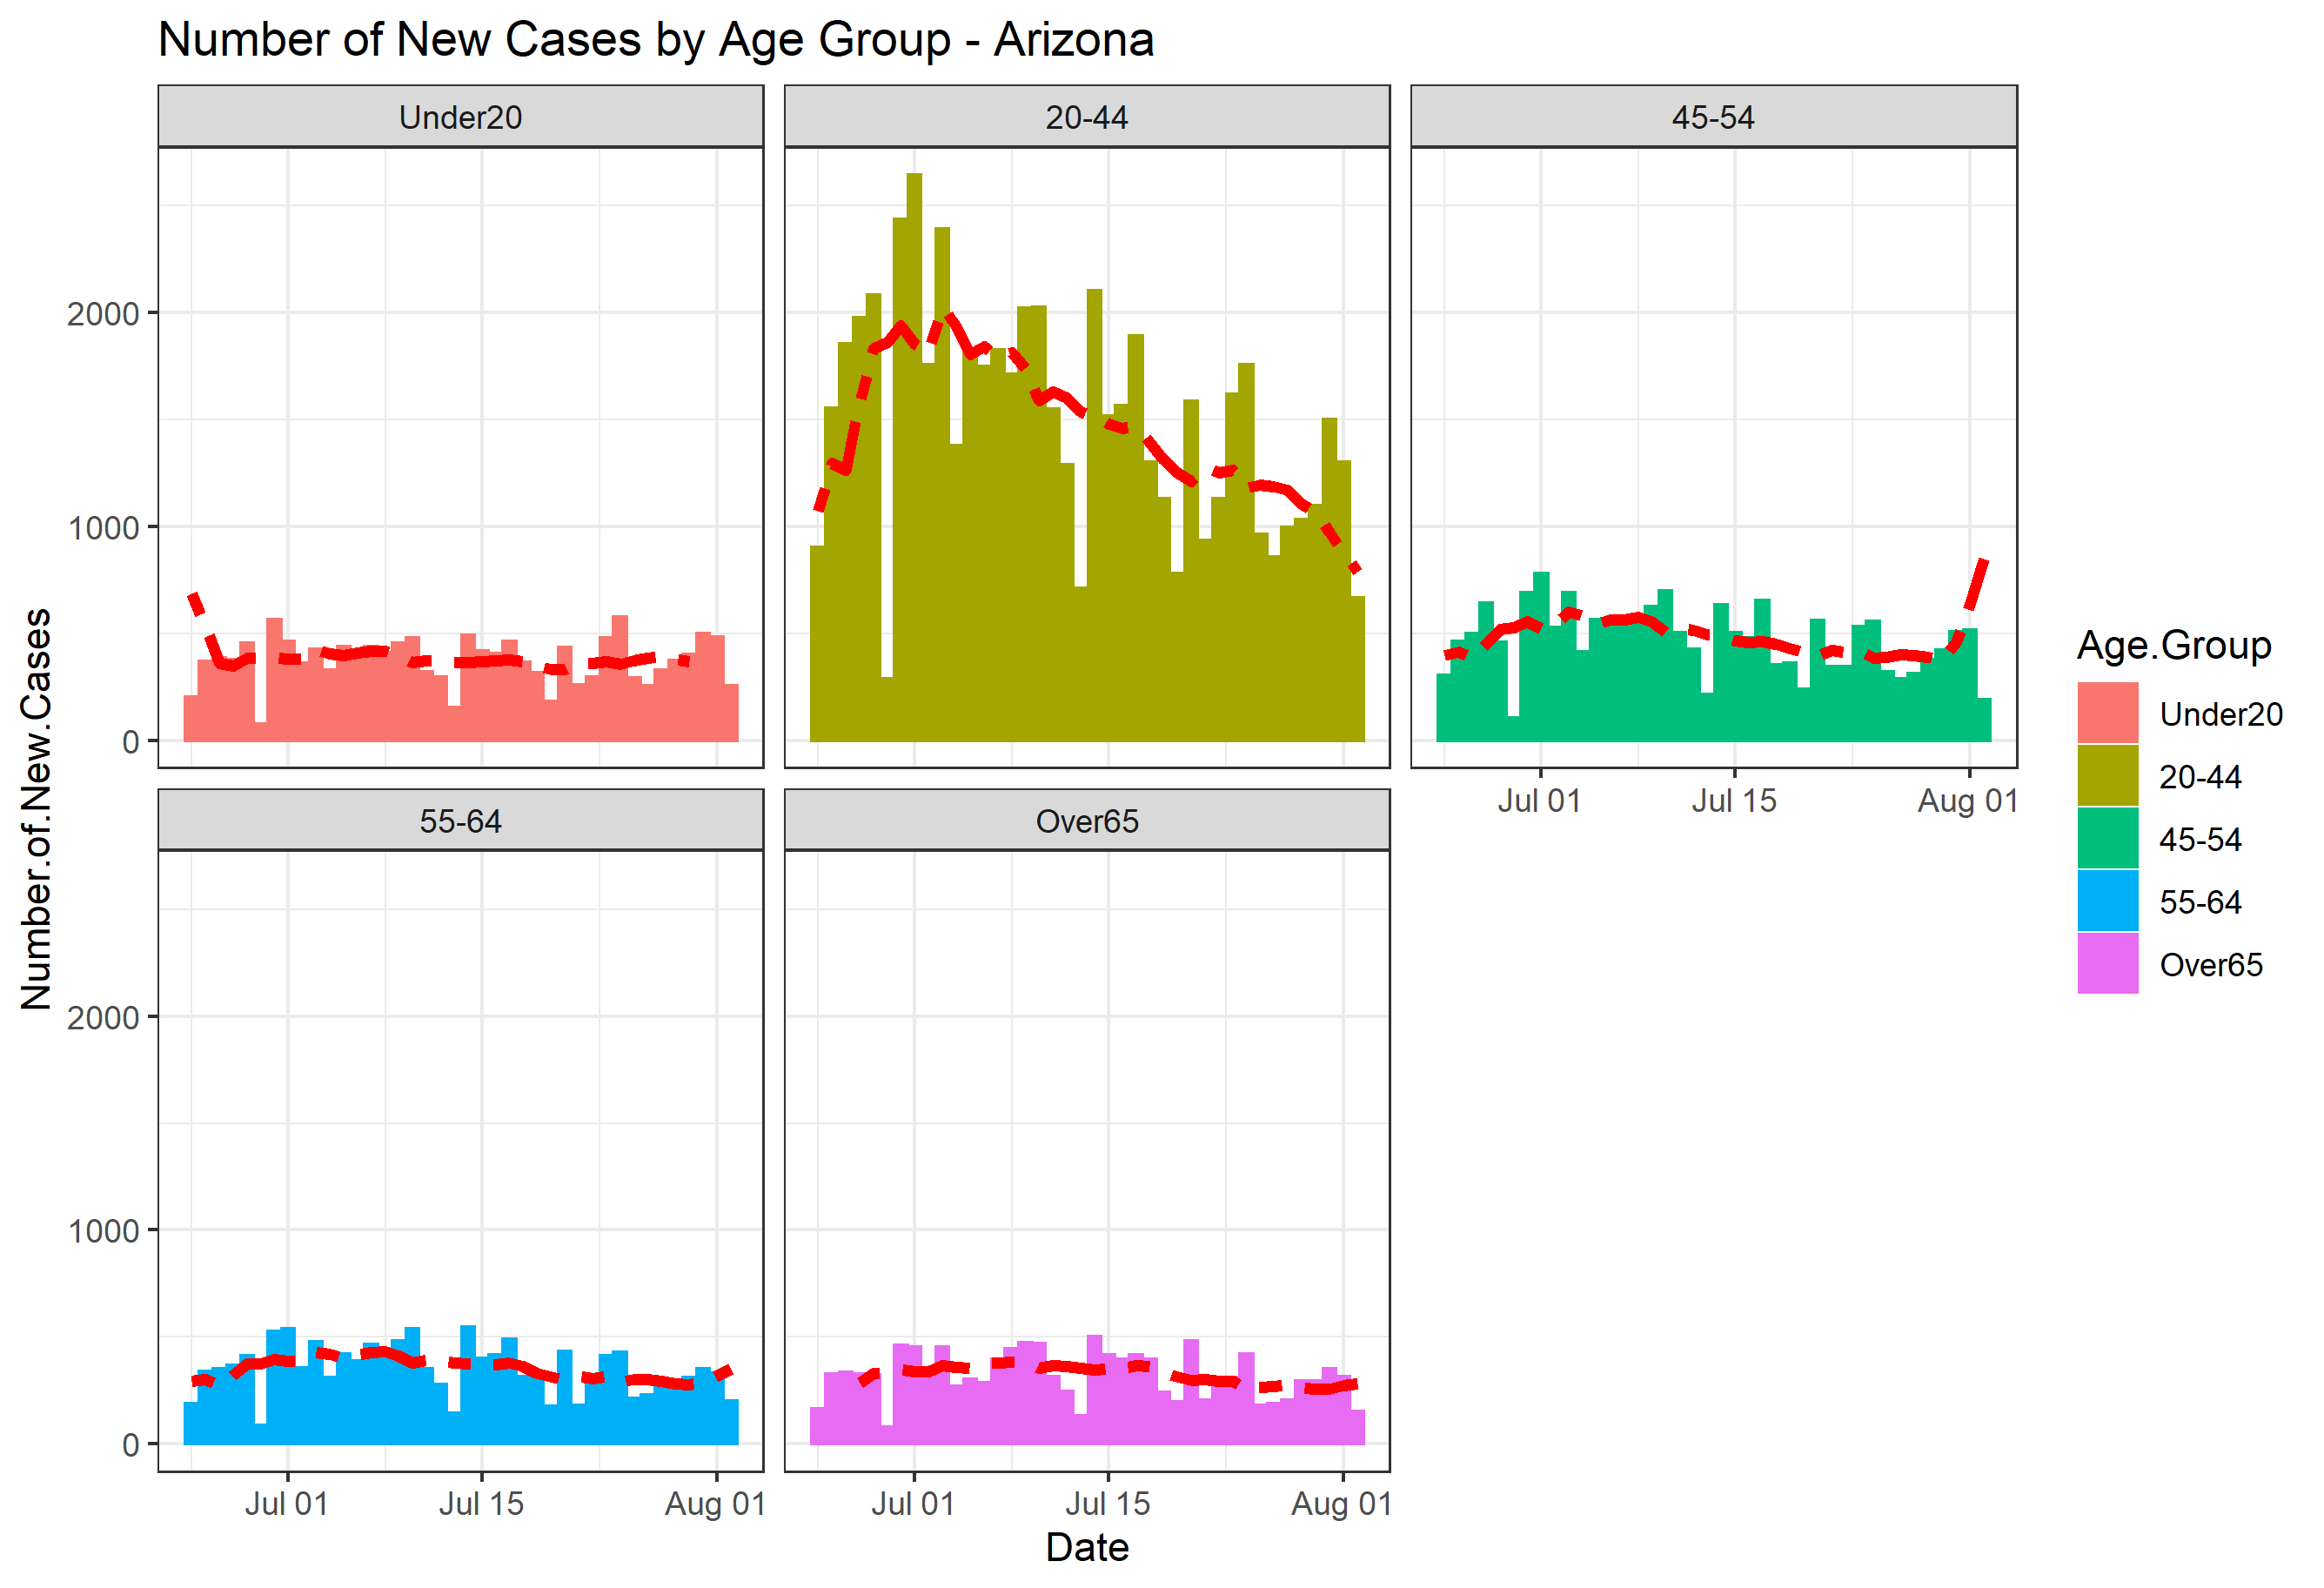 Number of New Cases by Age Group - Arizona
Under20
20-44
45-54
2000
1000
0
Jul 01
Jul 15
Aug 01
55-64
Over65
2000
1000
0
Jul 01
Jul 15
Aug 01
Jul 01
Jul 15
Aug 01
Date
Number.of.New.Cases
Age.Group
Under20
20-44
45-54
55-64
Over65